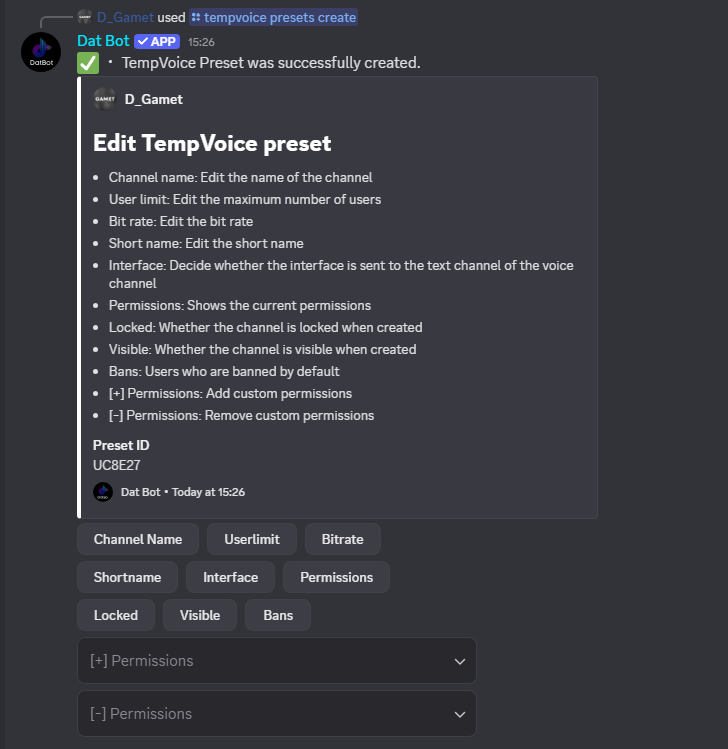 D_Gamet used tempvoice presets create
Dat Bot ✓ APP 15:26
✅ • TempVoice Preset was successfully created.
GAMET D_Gamet
Edit TempVoice preset
• Channel name: Edit the name of the channel
• User limit: Edit the maximum number of users
• Bit rate: Edit the bit rate
• Short name: Edit the short name
• Interface: Decide whether the interface is sent to the text channel of the voice
channel
• Permissions: Shows the current permissions
• Locked: Whether the channel is locked when created
• Visible: Whether the channel is visible when created
• Bans: Users who are banned by default
• [+] Permissions: Add custom permissions
• [-] Permissions: Remove custom permissions
Preset ID
UC8E27
Dat Bot • Today at 15:26
Channel Name Userlimit Bitrate
Shortname Interface Permissions
Locked Visible Bans
[+] Permissions
[-] Permissions
DatBot